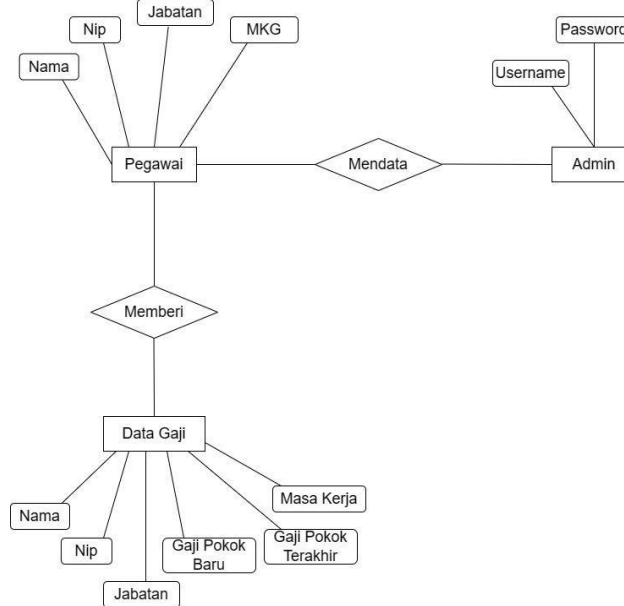 Jabatan
Nip
MKG
Password
Nama
Username
Pegawai
Mendata
Admin
Memberi
Data Gaji
Masa Kerja
Nama
Gaji Pokok
Terakhir
Nip
Gaji Pokok
Baru
Jabatan